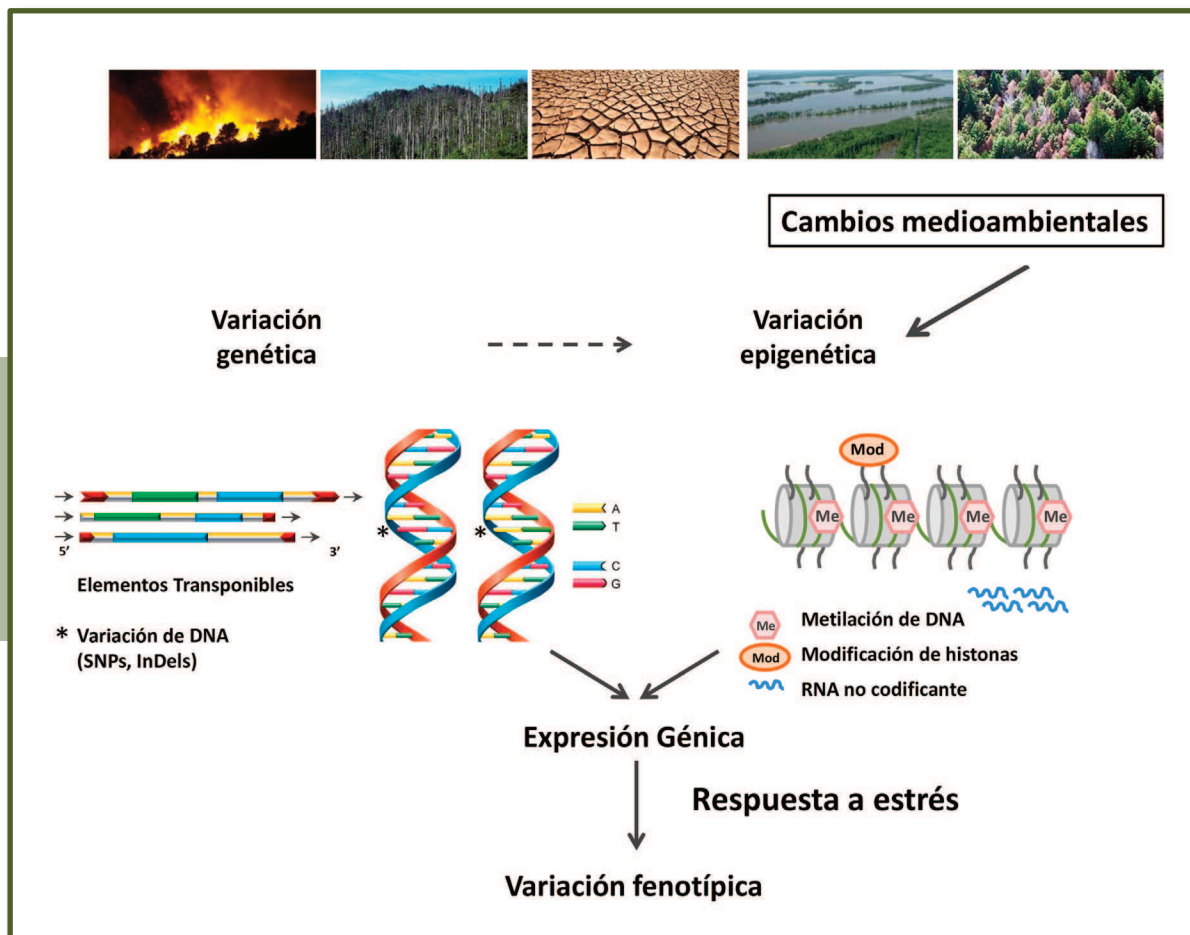 Cambios medioambientales
Variación
genética
Variación
epigenética
A
T
C
G
*
*
5’
3’
Elementos Transponibles
* Variación de DNA
(SNPs, InDels)
Mod
Me
Me
Me
Me
Me
Metilación de DNA
Mod
Modificación de histonas
RNA no codificante
Expresión Génica
Respuesta a estrés
Variación fenotípica